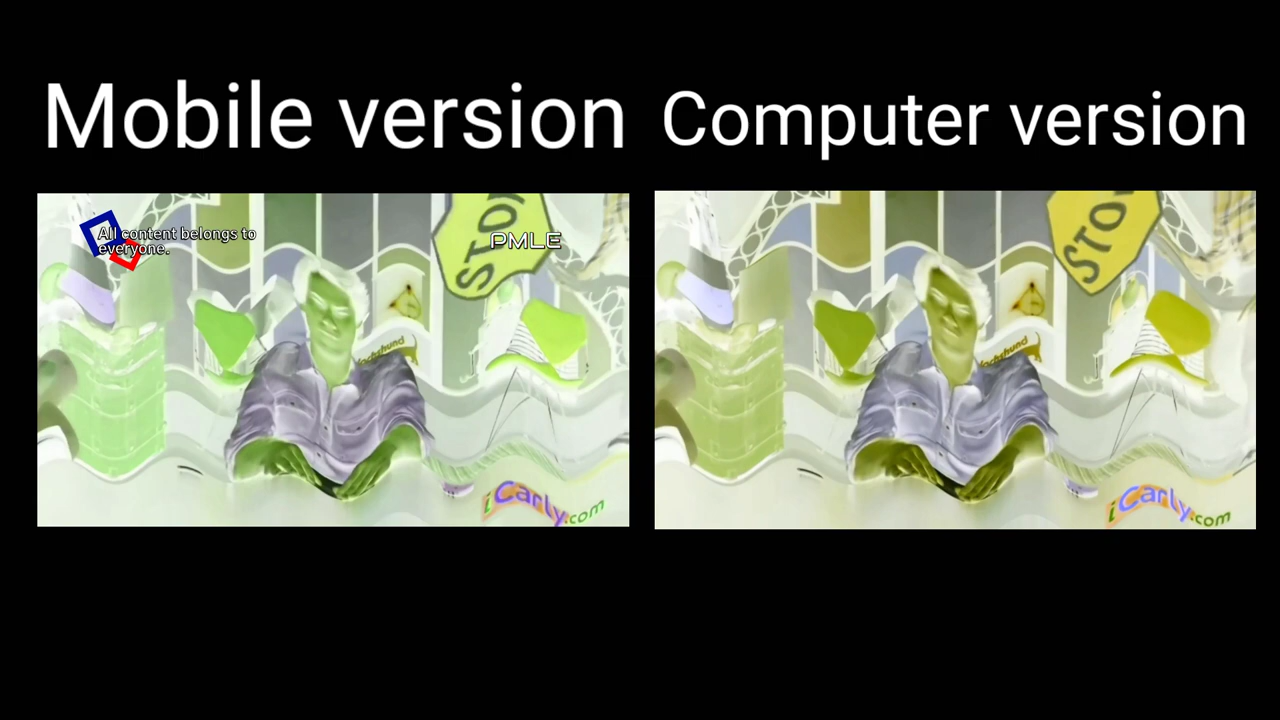 Mobile version
Computer version
All content belongs to
everyone.
PMLE
STOP
dachshund
iCarly.com
STOP
dachshund
iCarly.com